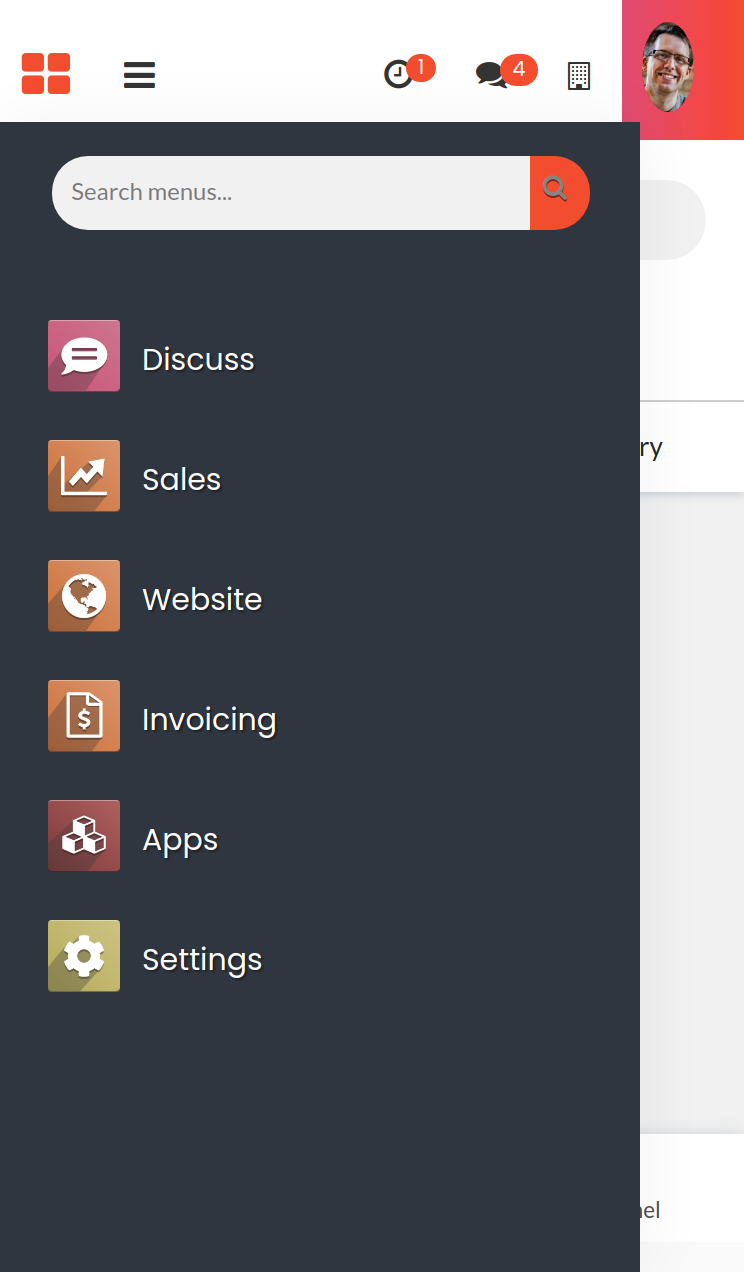 1
4
Search menus...
Discuss
ry
Sales
Website
Invoicing
Apps
Settings
el